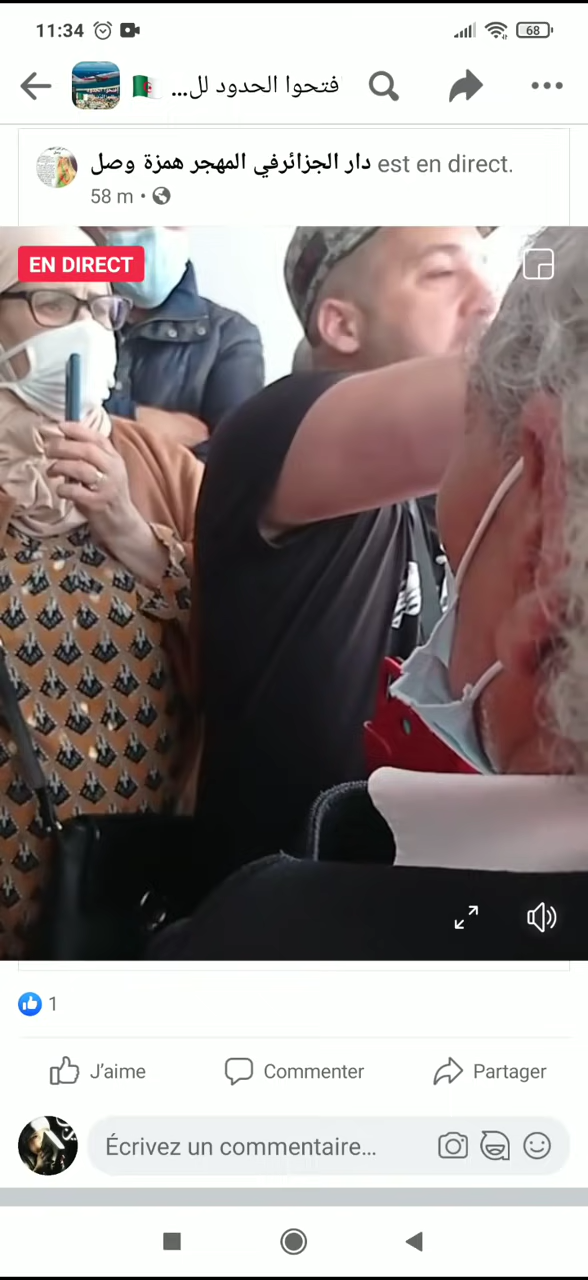 11:34
68
فتحوا الحدود لل...
دار الجزائرفي المهجر همزة وصل est en direct.
58 m
EN DIRECT
1
J'aime
Commenter
Partager
Écrivez un commentaire...